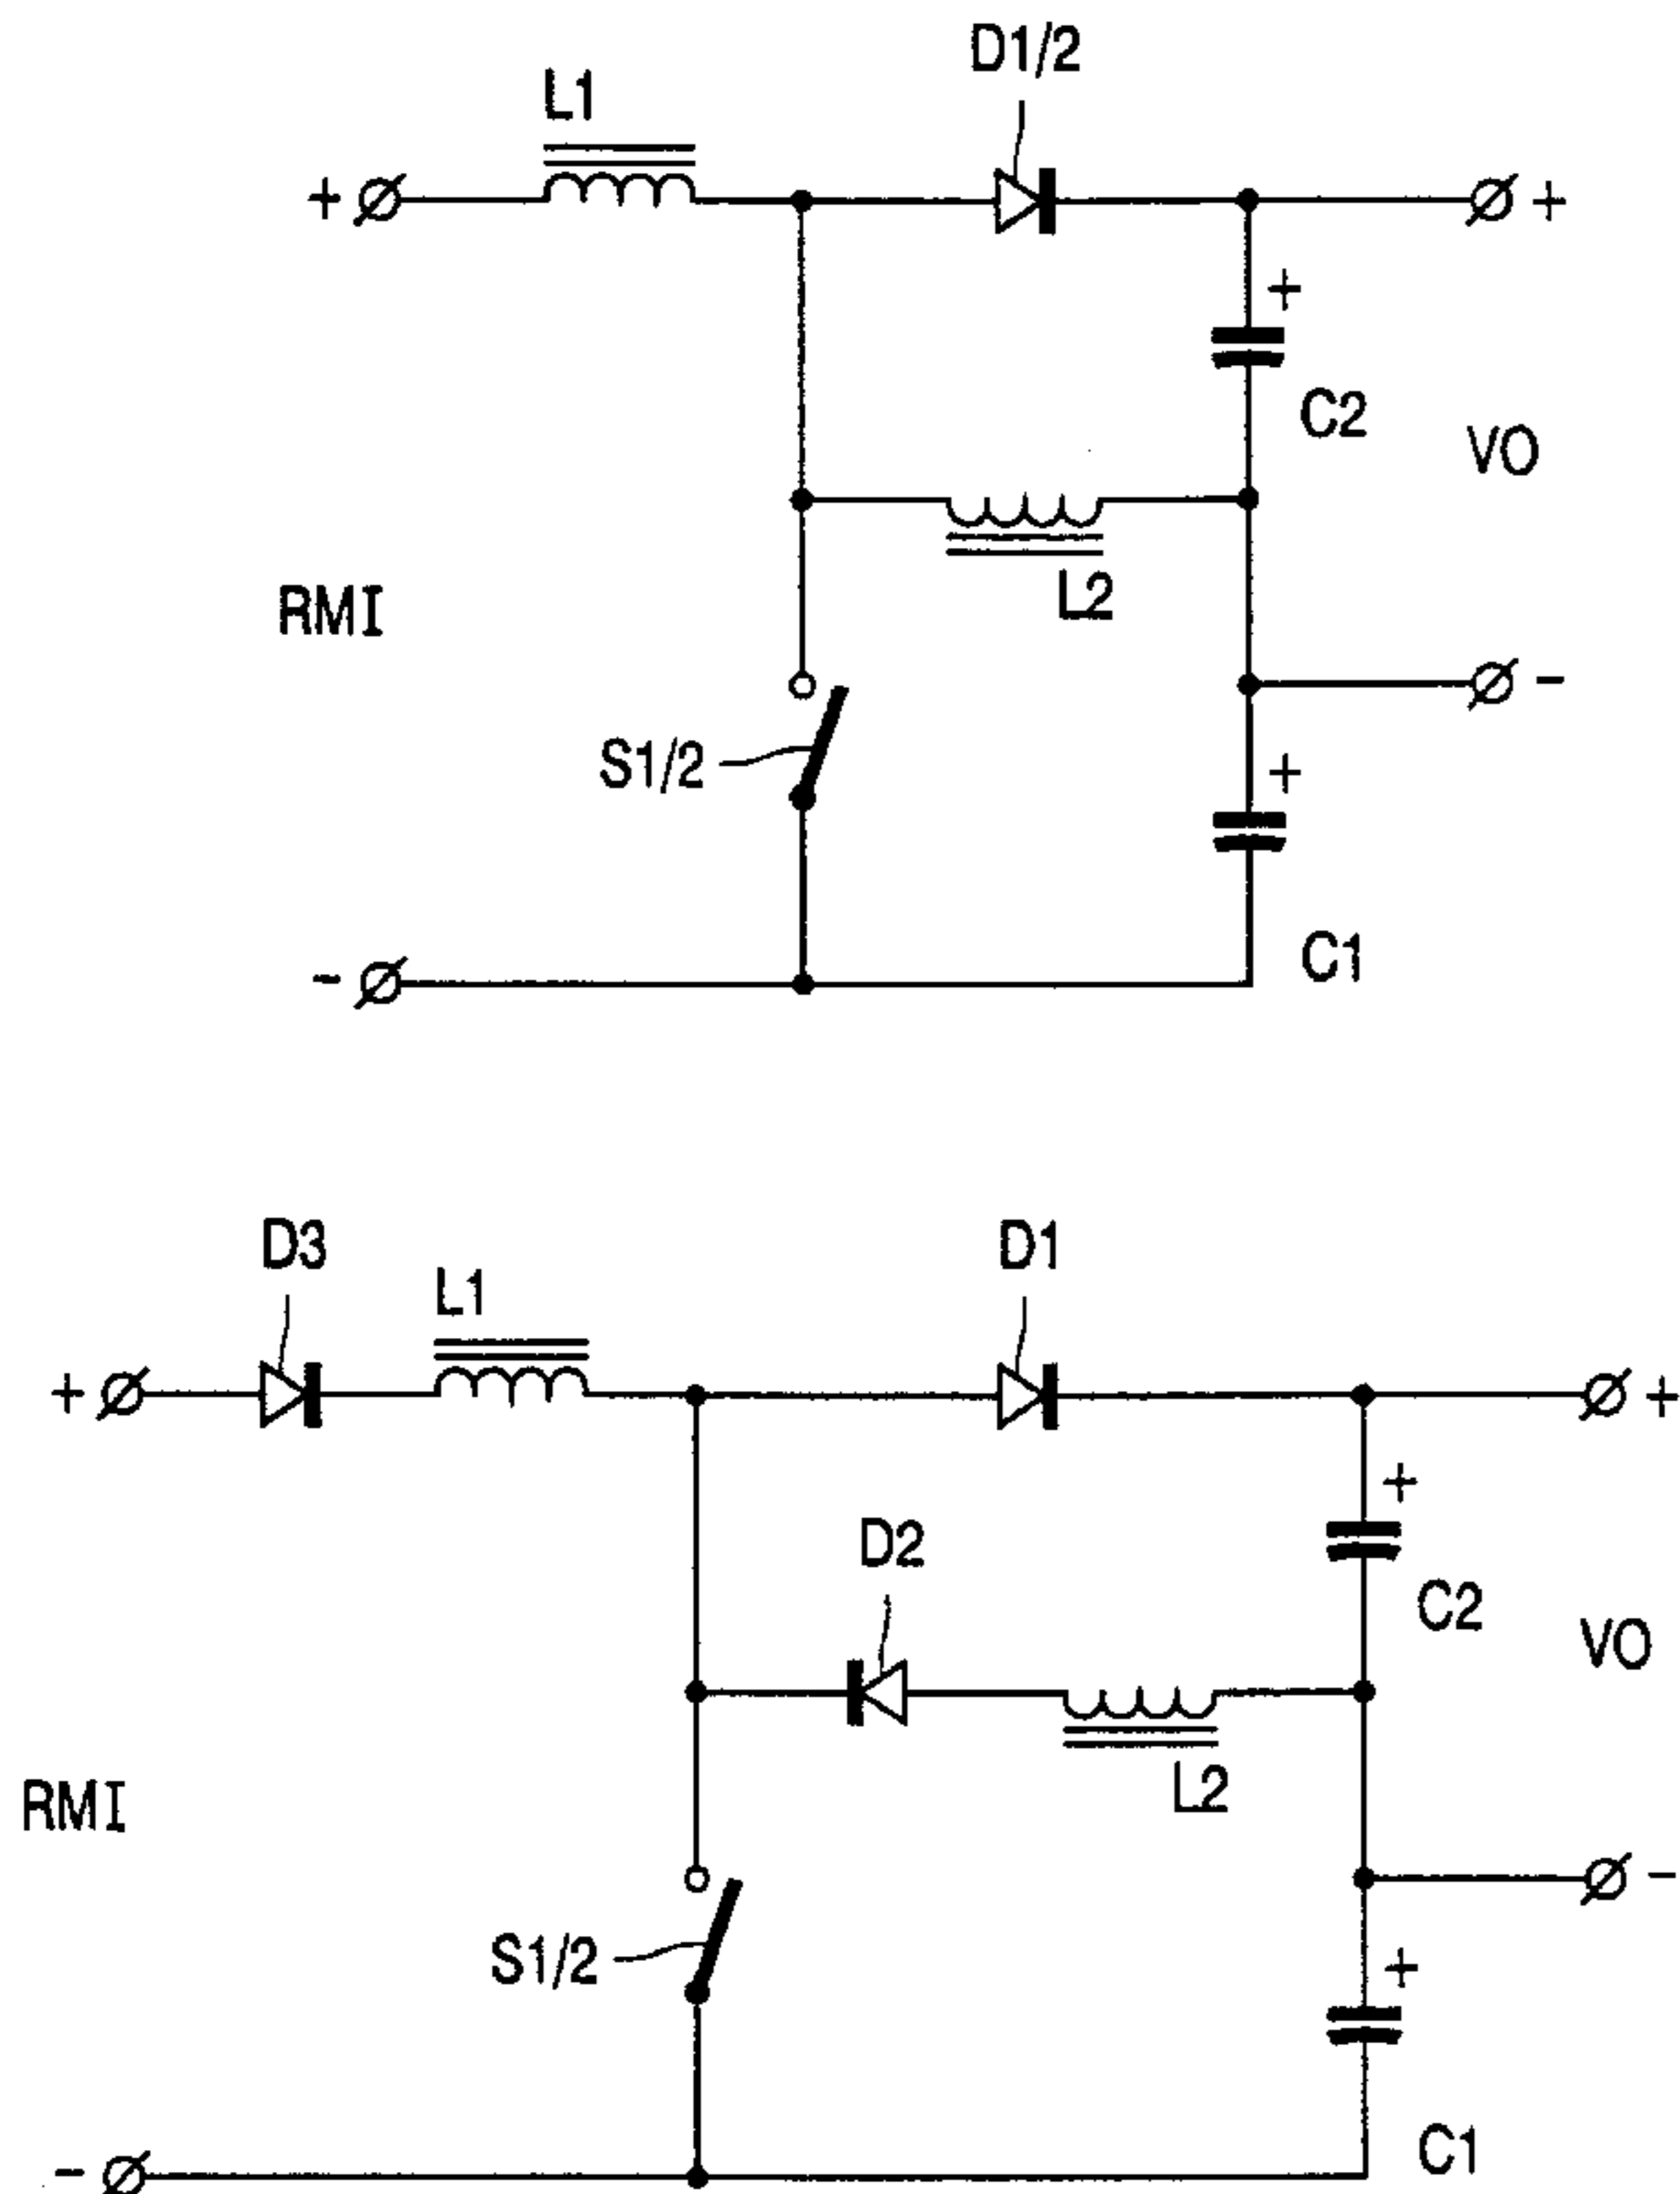 D1/2
L1
+ +
+
C2
VO
L2
RMI
-
S1/2
+
C1
-
D3
L1
D1
+ +
+
D2
C2
VO
L2
RMI
-
S1/2
+
C1
-